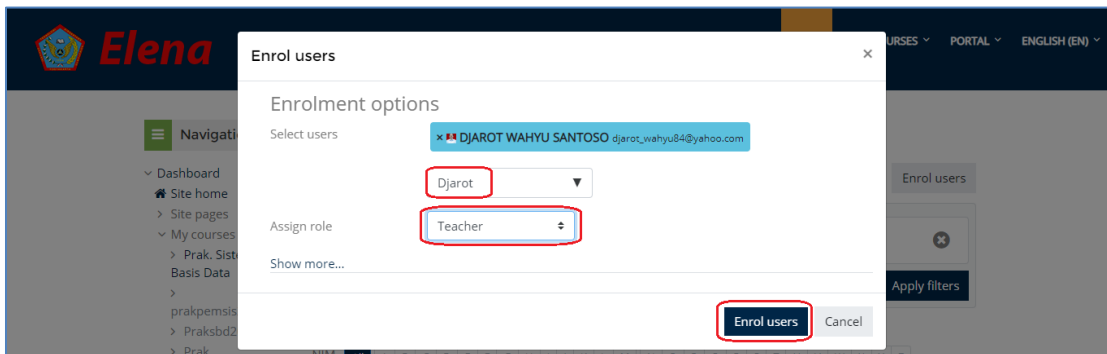 Elena
URSES
PORTAL
ENGLISH (EN)
Enrol users
×
Enrolment options
Select users
× DJAROT WAHYU SANTOSO djarot_wahyu84@yahoo.com
Djarot ▼
Assign role
Teacher
Show more...
Enrol users
Cancel
Navigati
Dashboard
Site home
Site pages
My courses
Prak. Sist
Basis Data
prakpemsis
Praksbd2
Prak
Enrol users
Apply filters
NIM